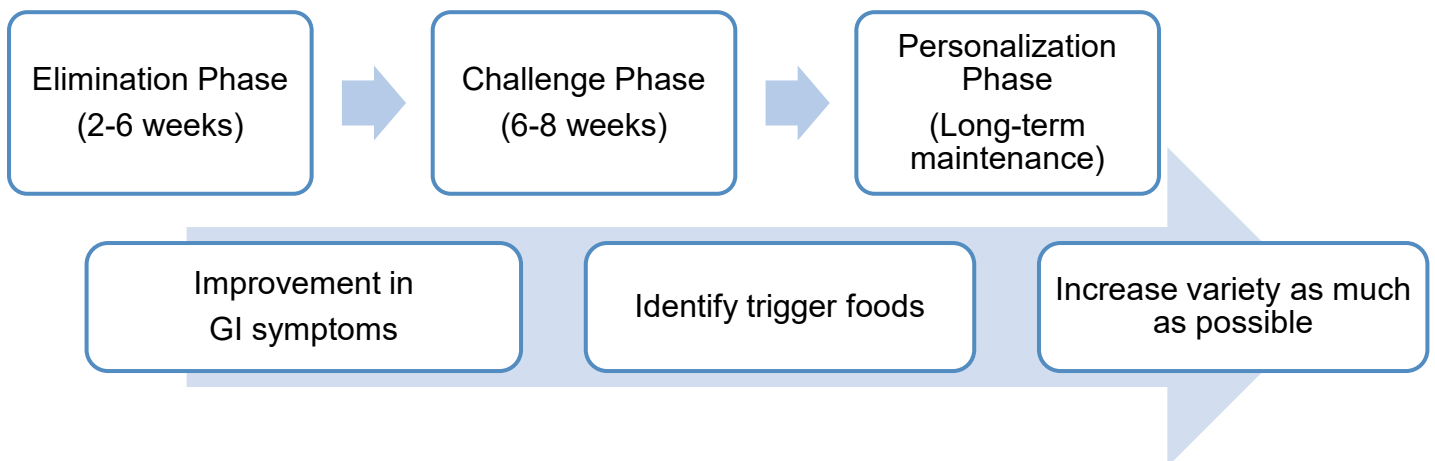 Elimination Phase
(2-6 weeks)
Challenge Phase
(6-8 weeks)
Personalization
Phase
(Long-term
maintenance)
Improvement in
GI symptoms
Identify trigger foods
Increase variety as much
as possible